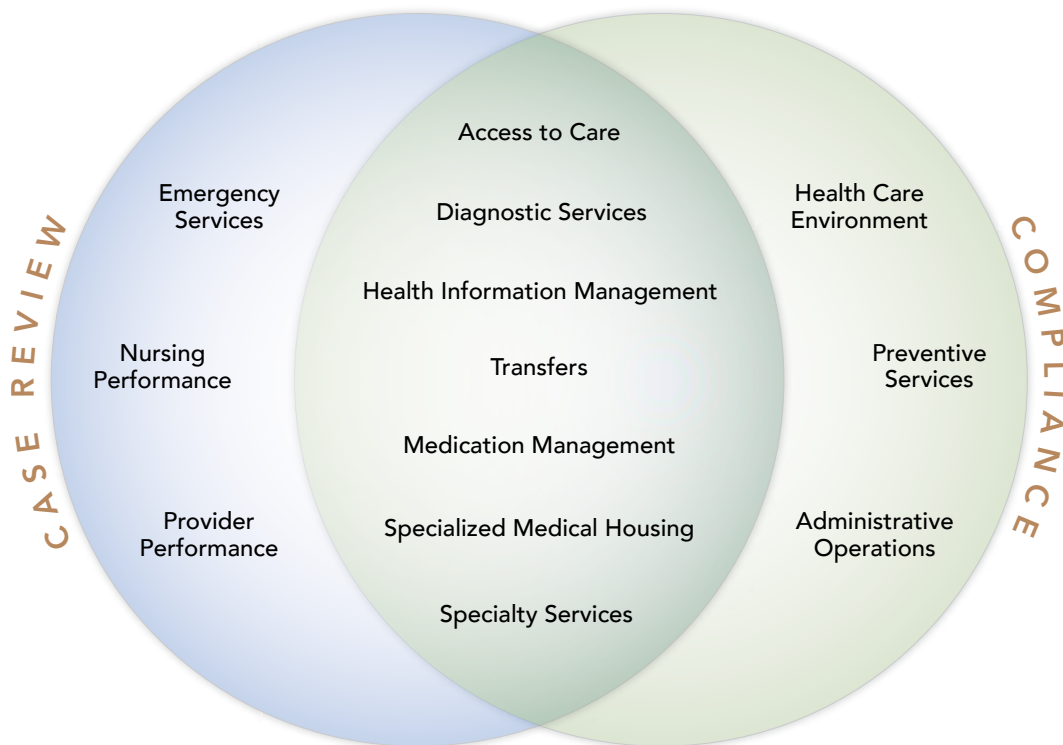 CASE REVIEW
Emergency
Services
Nursing
Performance
Provider
Performance
Access to Care
Diagnostic Services
Health Information Management
Transfers
Medication Management
Specialized Medical Housing
Specialty Services
Health Care
Environment
Preventive
Services
Administrative
Operations
COMPLIANCE